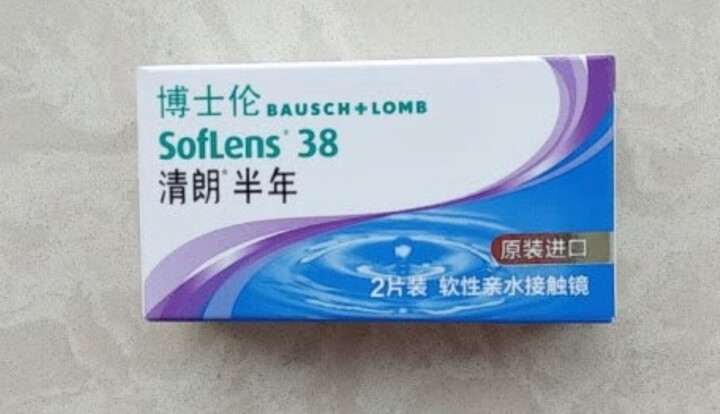 博士伦 BAUSCH+LOMB
SofLens® 38
清朗®半年
原装进口
2片装 软性亲水接触镜